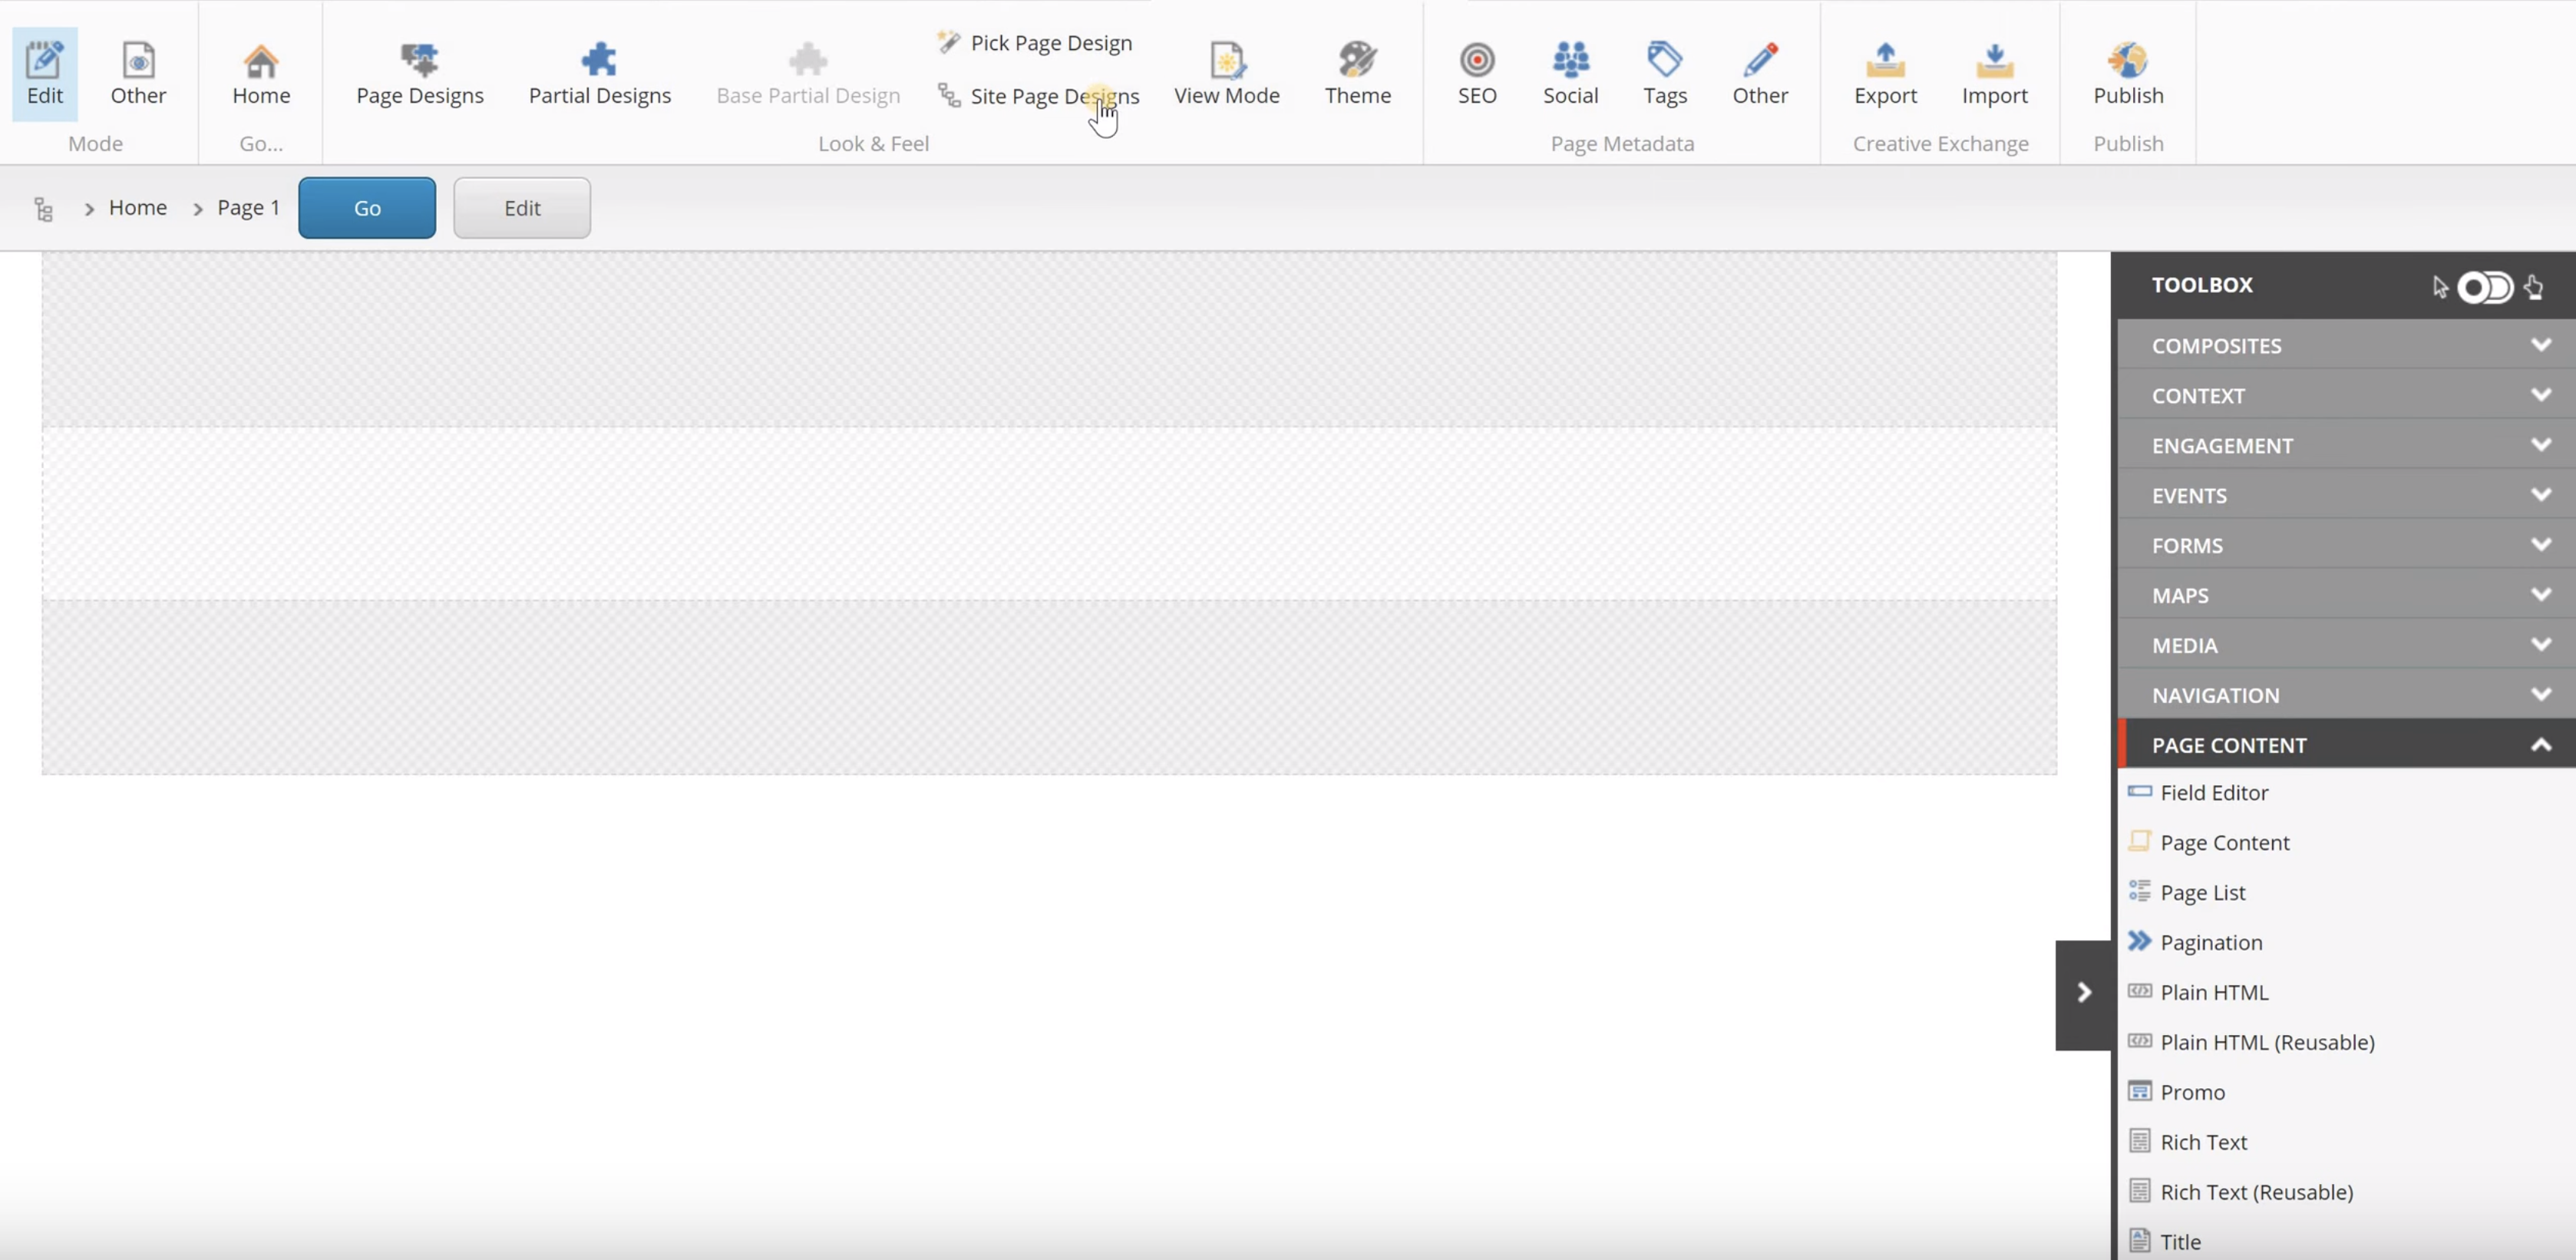 Edit
Other
Mode
Home
Go...
Page Designs
Partial Designs
Base Partial Design
Pick Page Design
Site Page Designs
View Mode
Theme
Look & Feel
SEO
Social
Tags
Other
Page Metadata
Export
Import
Creative Exchange
Publish
Publish
Home
Page 1
Go
Edit
TOOLBOX
COMPOSITES
CONTEXT
ENGAGEMENT
EVENTS
FORMS
MAPS
MEDIA
NAVIGATION
PAGE CONTENT
Field Editor
Page Content
Page List
Pagination
Plain HTML
Plain HTML (Reusable)
Promo
Rich Text
Rich Text (Reusable)
Title